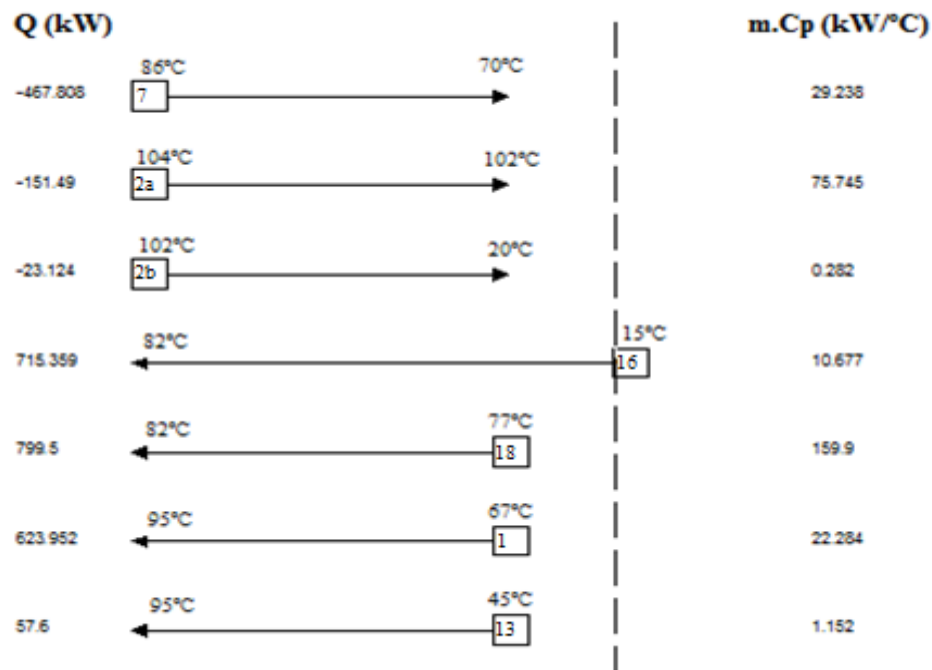 Q (kW) m.Cp (kW/°C)
86°C 70°C
-467.808 7 29.238
104°C 102°C
-151.49 2a 75.745
102°C 20°C
-23.124 2b 0.282
82°C 15°C
715.359 16 10.677
82°C 77°C
799.5 18 159.9
95°C 67°C
623.952 1 22.284
95°C 45°C
57.6 13 1.152